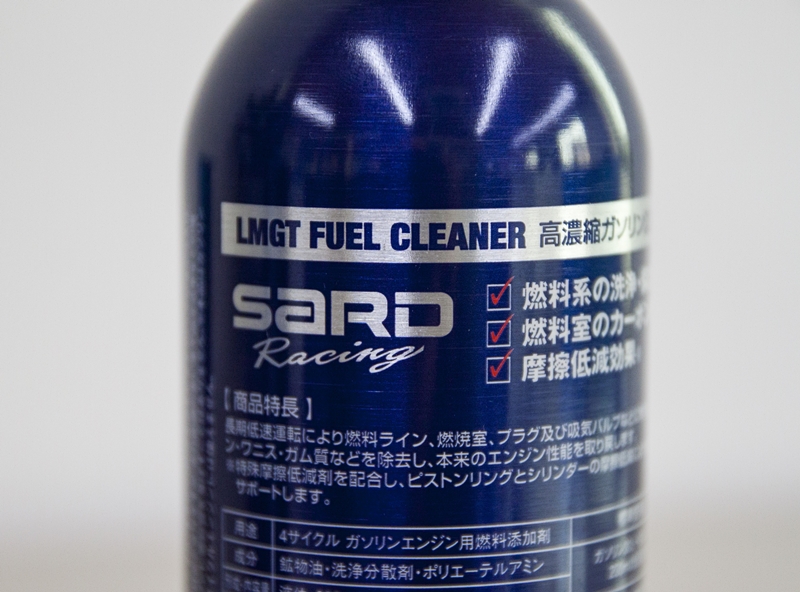 LMGT FUEL CLEANER 高濃縮ガソリン
SARD
Racing
燃料系の洗浄・
燃料室のカー
摩擦低減効果
【商品特長】
長期低速運転により燃料ライン、燃焼室、プラグ及び吸気バルブなど
ン・ワニス・ガム質などを除去し、本来のエンジン性能を取り戻します
※特殊摩擦低減剤を配合し、ピストンリングとシリンダーの摩擦低減
サポートします。
用途 4サイクル ガソリンエンジン用燃料添加剤
成分 鉱物油・洗浄分散剤・ポリエーテルアミン